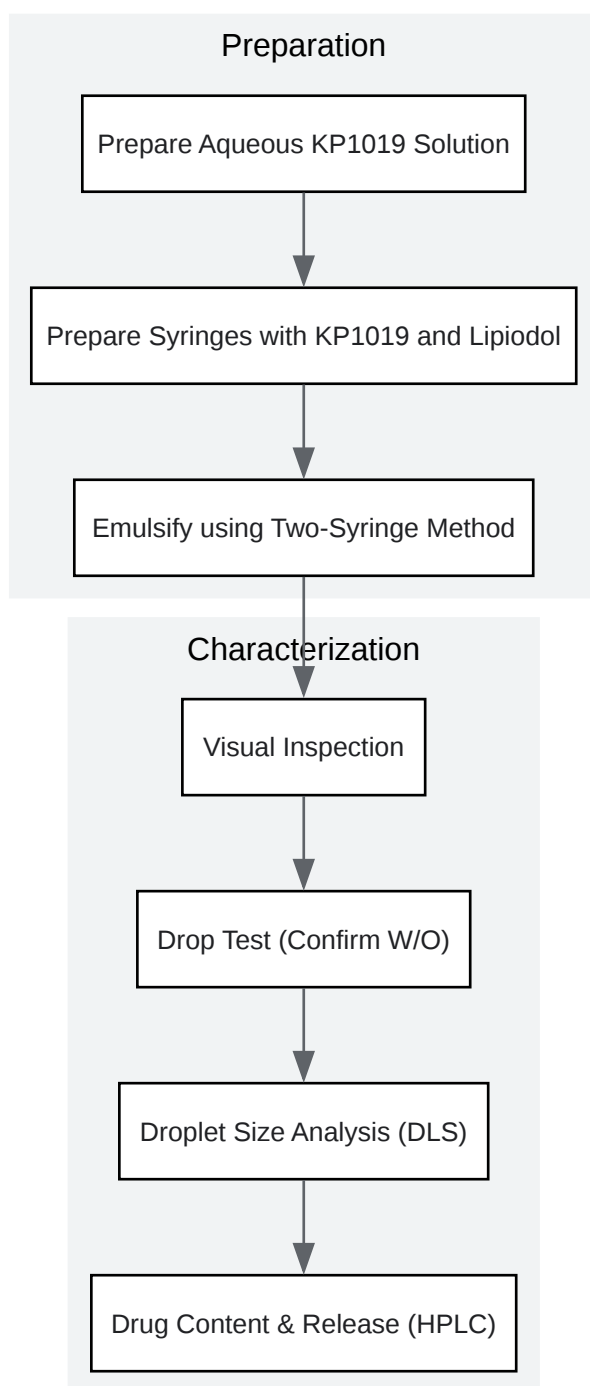 Preparation
Prepare Aqueous KP1019 Solution
Prepare Syringes with KP1019 and Lipiodol
Emulsify using Two-Syringe Method
Characterization
Visual Inspection
Drop Test (Confirm W/O)
Droplet Size Analysis (DLS)
Drug Content & Release (HPLC)